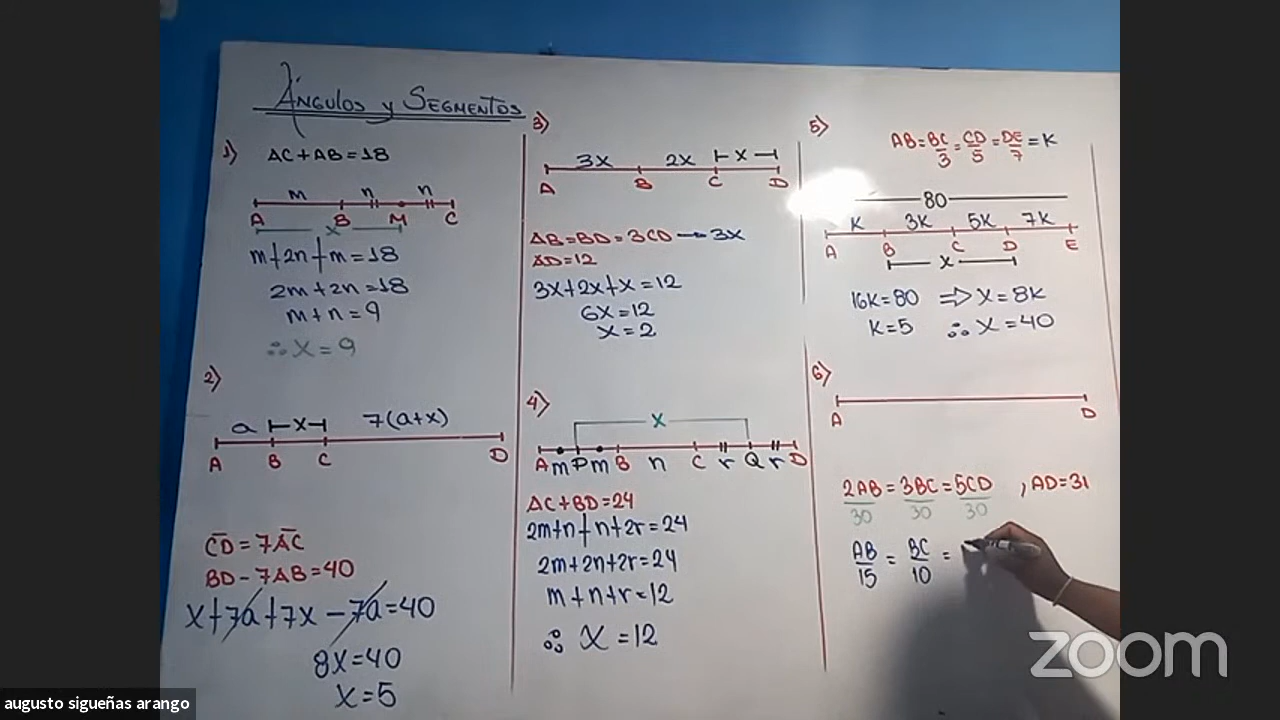 Ángulos y Segmentos
1) AC+AB=18
m n n
A B M C
x
m+2n+m=18
2m+2n=18
m+n=9
∴ x=9
2)
a x 7(a+x)
A B C D
CD=7AC
BD-7AB=40
x+7a+7x-7a=40
8x=40
x=5
3)
3x 2x x
A B C D
AB=BD=3CD → 3x
AD=12
3x+2x+x=12
6x=12
x=2
4)
x
A m P m B n C r Q r D
AC+BD=24
2m+n+n+2r=24
2m+2n+2r=24
m+n+r=12
∴ x=12
5) AB=BC/3=CD/5=DE/7=K
80
K 3K 5K 7K
A B C D E
x
16K=80 ⇒ x=8K
K=5 ∴ x=40
6)
A D
2AB/30=3BC/30=5CD/30, AD=31
AB/15=BC/10=
zoom
augusto sigueñas arango